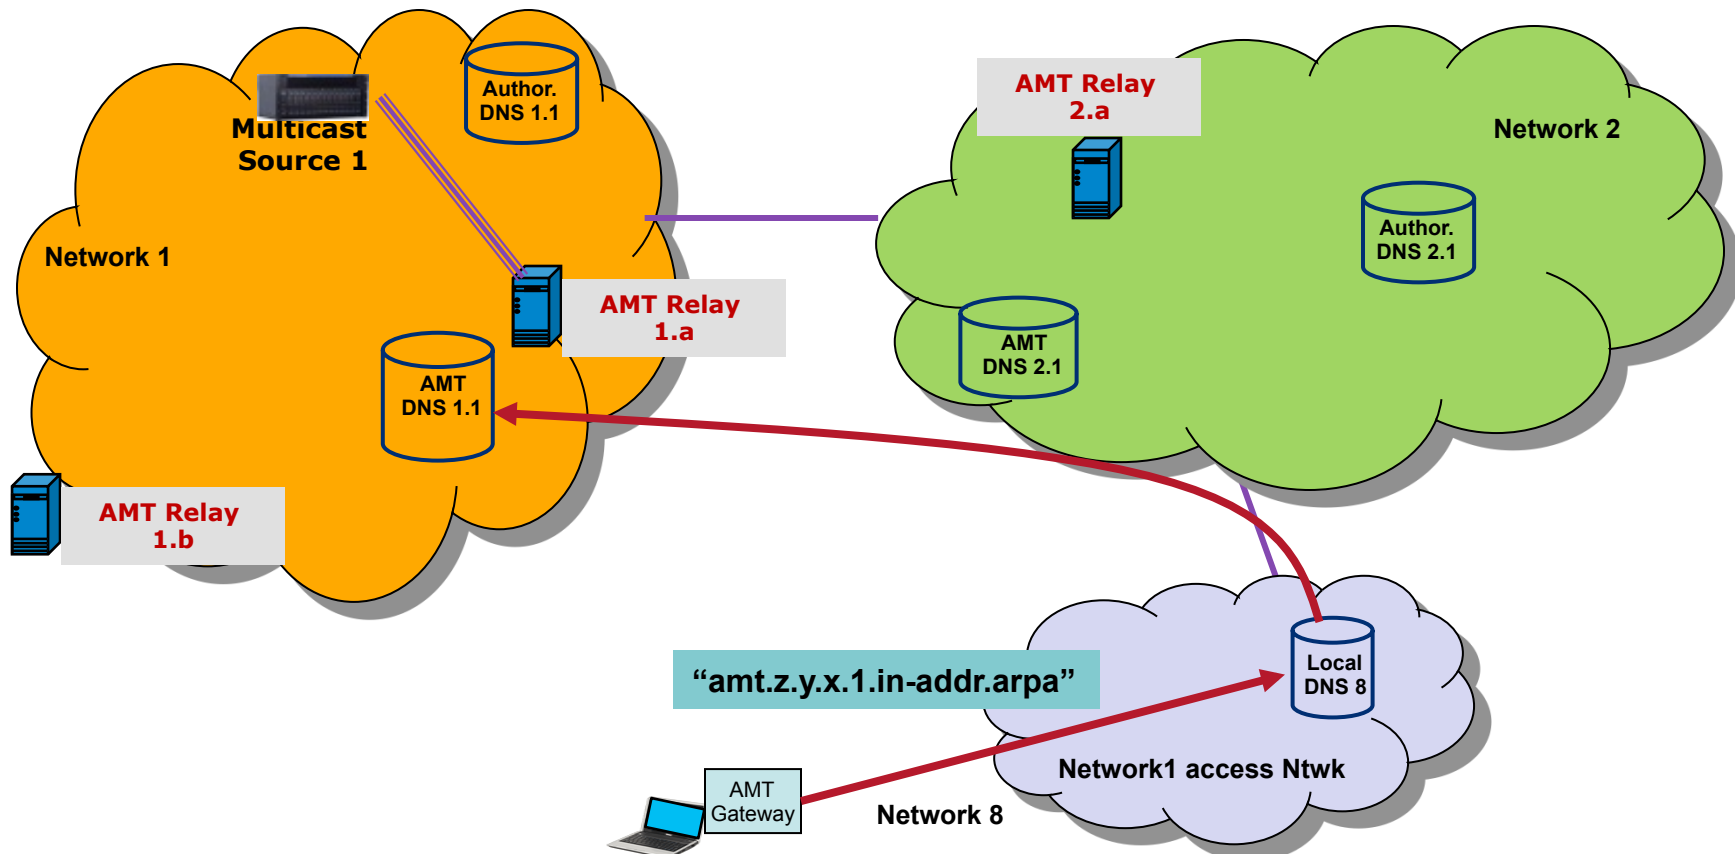 Author.
DNS 1.1
Multicast
Source 1
Network 1
AMT Relay
1.a
AMT
DNS 1.1
AMT Relay
1.b
AMT Relay
2.a
Network 2
Author.
DNS 2.1
AMT
DNS 2.1
“amt.z.y.x.1.in-addr.arpa”
Local
DNS 8
Network1 access Ntwk
AMT
Gateway
Network 8